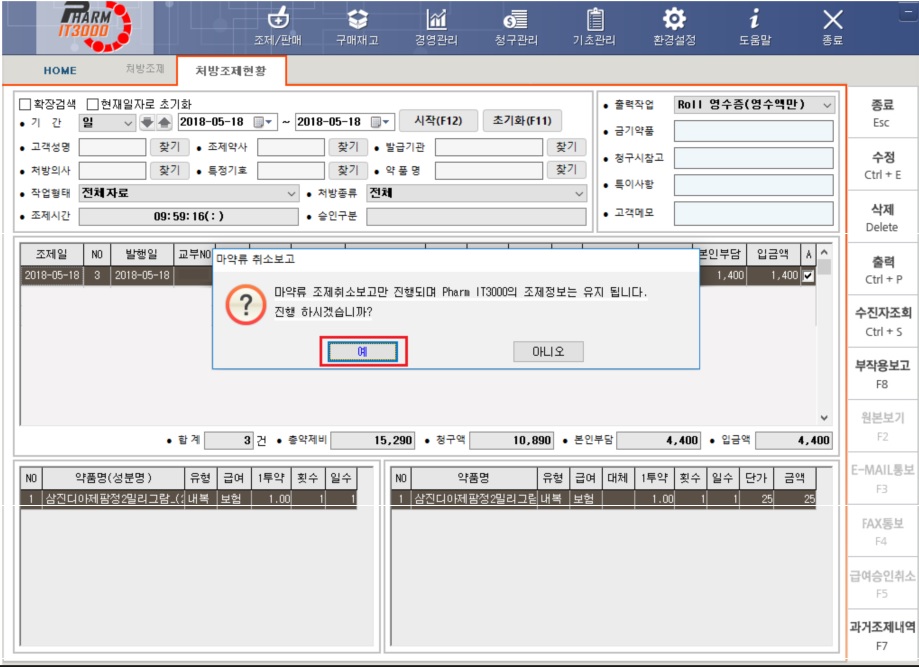 PHARM
IT3000
조제/판매 구매재고 경영관리 청구관리 기초관리 환경설정 도움말 종료
HOME 처방조제 처방조제현황
확장검색 현재일자로 초기화
기 간 일 2018-05-18 ~ 2018-05-18 시작(F12) 초기화(F11)
고객성명 찾기 조제약사 찾기 발급기관 찾기
처방의사 찾기 특정기호 찾기 약 품 명 찾기
작업형태 전체자료 처방종류 전체
조제시간 09:59:16(:) 승인구분
출력작업 Roll 영수증(영수액만)
금기약품
청구시참고
특이사항
고객메모
종료
Esc
수정
Ctrl + E
삭제
Delete
출력
Ctrl + P
수진자조회
Ctrl + S
부작용보고
F8
원본보기
F2
E-MAIL통보
F3
FAX통보
F4
급여승인취소
F5
과거조제내역
F7
조제일 NO 발행일 교부NO 본인부담 입금액 A
2018-05-18 3 2018-05-18 1,400 1,400
마약류 취소보고
마약류 조제취소보고만 진행되며 Pharm IT3000의 조제정보는 유지 됩니다.
진행 하시겠습니까?
예 아니오
합 계 3 건 총약제비 15,290 청구액 10,890 본인부담 4,400 입금액 4,400
NO 약품명(성분명) 유형 급여 1투약 횟수 일수
1 삼진디아제팜정2밀리그람_(2 내복 보험 1.00 1 1
NO 약품명 유형 급여 대체 1투약 횟수 일수 단가 금액
1 삼진디아제팜정2밀리그람 내복 보험 1.00 1 1 25 25